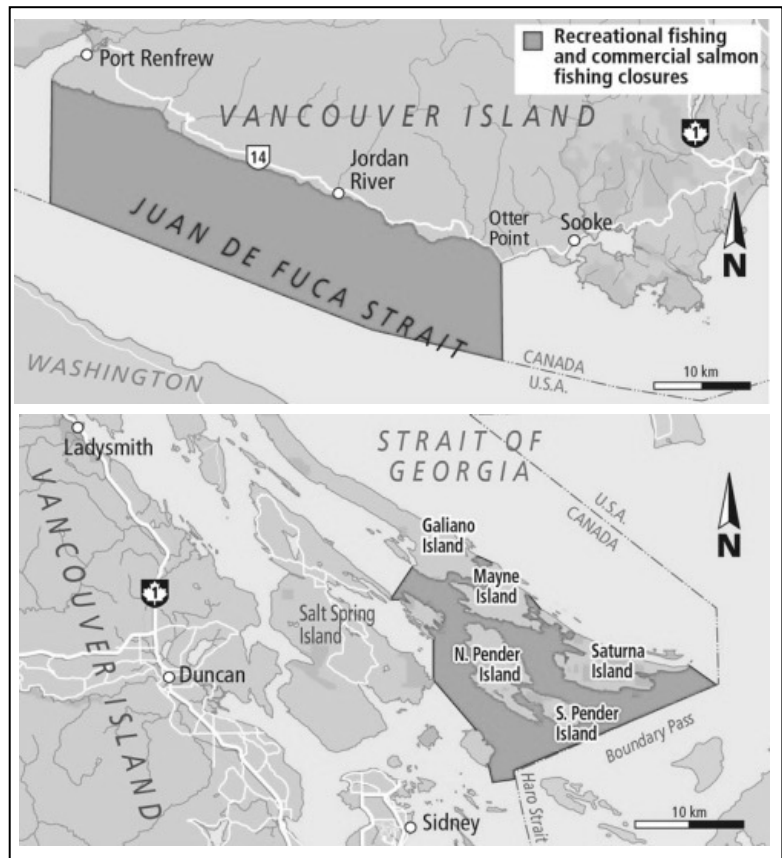 Recreational fishing
and commercial salmon
fishing closures
Port Renfrew
VANCOUVER ISLAND
1
14
Jordan
River
Otter
Point
Sooke
N
JUAN DE FUCA STRAIT
WASHINGTON
CANADA
U.S.A.
10 km
Ladysmith
STRAIT OF
GEORGIA
U.S.A.
CANADA
N
VANCOUVER ISLAND
1
Galiano
Island
Mayne
Island
Salt Spring
Island
N. Pender
Island
Saturna
Island
Duncan
S. Pender
Island
Boundary Pass
Haro Strait
Sidney
10 km